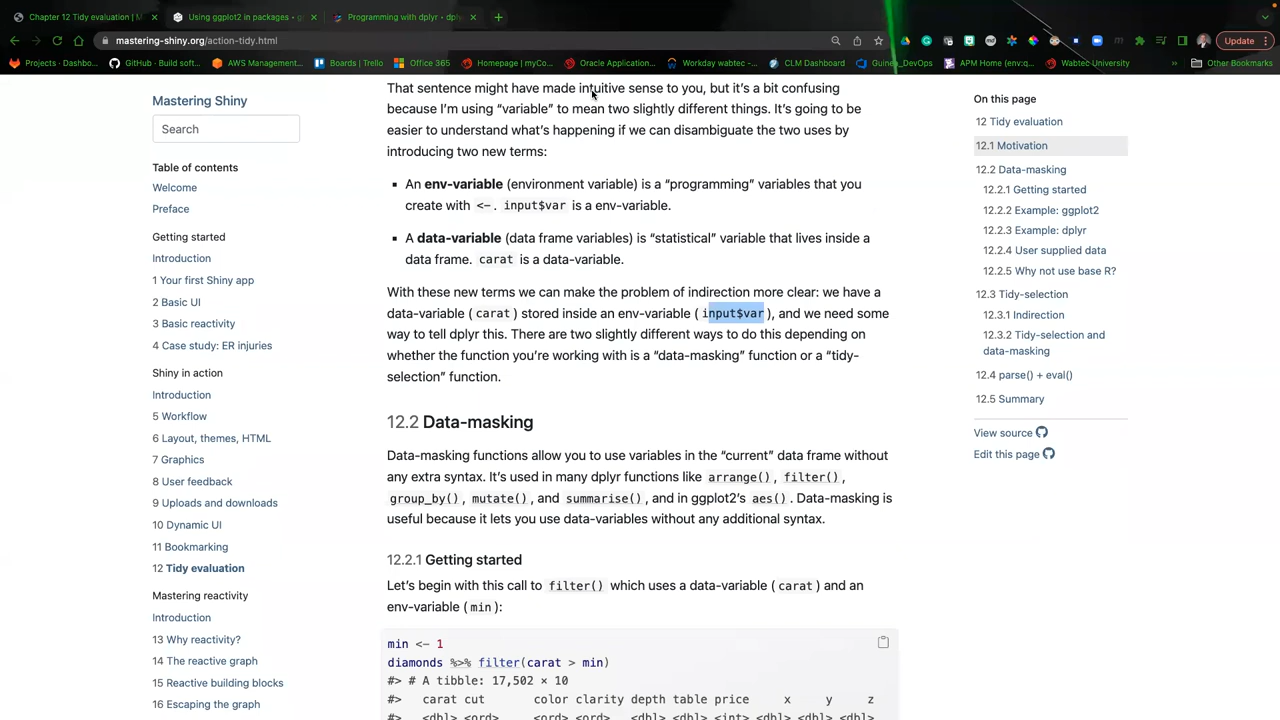 Chapter 12 Tidy evaluation | M
Using ggplot2 in packages • g
Programming with dplyr • dply
mastering-shiny.org/action-tidy.html
Update
Projects - Dashbo...
GitHub - Build soft...
AWS Management...
Boards | Trello
Office 365
Homepage | myCo...
Oracle Application...
Workday wabtec -...
CLM Dashboard
Guinea_DevOps
APM Home (env:q...
Wabtec University
Other Bookmarks
Mastering Shiny
Search
Table of contents
Welcome
Preface
Getting started
Introduction
1 Your first Shiny app
2 Basic UI
3 Basic reactivity
4 Case study: ER injuries
Shiny in action
Introduction
5 Workflow
6 Layout, themes, HTML
7 Graphics
8 User feedback
9 Uploads and downloads
10 Dynamic UI
11 Bookmarking
12 Tidy evaluation
Mastering reactivity
Introduction
13 Why reactivity?
14 The reactive graph
15 Reactive building blocks
16 Escaping the graph
That sentence might have made intuitive sense to you, but it's a bit confusing
because I'm using “variable” to mean two slightly different things. It's going to be
easier to understand what's happening if we can disambiguate the two uses by
introducing two new terms:
▪ An env-variable (environment variable) is a “programming” variables that you
create with <-. input$var is a env-variable.
▪ A data-variable (data frame variables) is “statistical” variable that lives inside a
data frame. carat is a data-variable.
With these new terms we can make the problem of indirection more clear: we have a
data-variable ( carat ) stored inside an env-variable ( input$var ), and we need some
way to tell dplyr this. There are two slightly different ways to do this depending on
whether the function you're working with is a “data-masking” function or a “tidy-
selection” function.
12.2 Data-masking
Data-masking functions allow you to use variables in the “current” data frame without
any extra syntax. It's used in many dplyr functions like arrange(), filter(),
group_by(), mutate(), and summarise(), and in ggplot2's aes(). Data-masking is
useful because it lets you use data-variables without any additional syntax.
12.2.1 Getting started
Let's begin with this call to filter() which uses a data-variable ( carat ) and an
env-variable ( min ):
min <- 1
diamonds %>% filter(carat > min)
#> # A tibble: 17,502 × 10
#> carat cut color clarity depth table price x y z
#> <dbl> <ord> <ord> <ord> <dbl> <dbl> <int> <dbl> <dbl> <dbl>
On this page
12 Tidy evaluation
12.1 Motivation
12.2 Data-masking
12.2.1 Getting started
12.2.2 Example: ggplot2
12.2.3 Example: dplyr
12.2.4 User supplied data
12.2.5 Why not use base R?
12.3 Tidy-selection
12.3.1 Indirection
12.3.2 Tidy-selection and
data-masking
12.4 parse() + eval()
12.5 Summary
View source
Edit this page